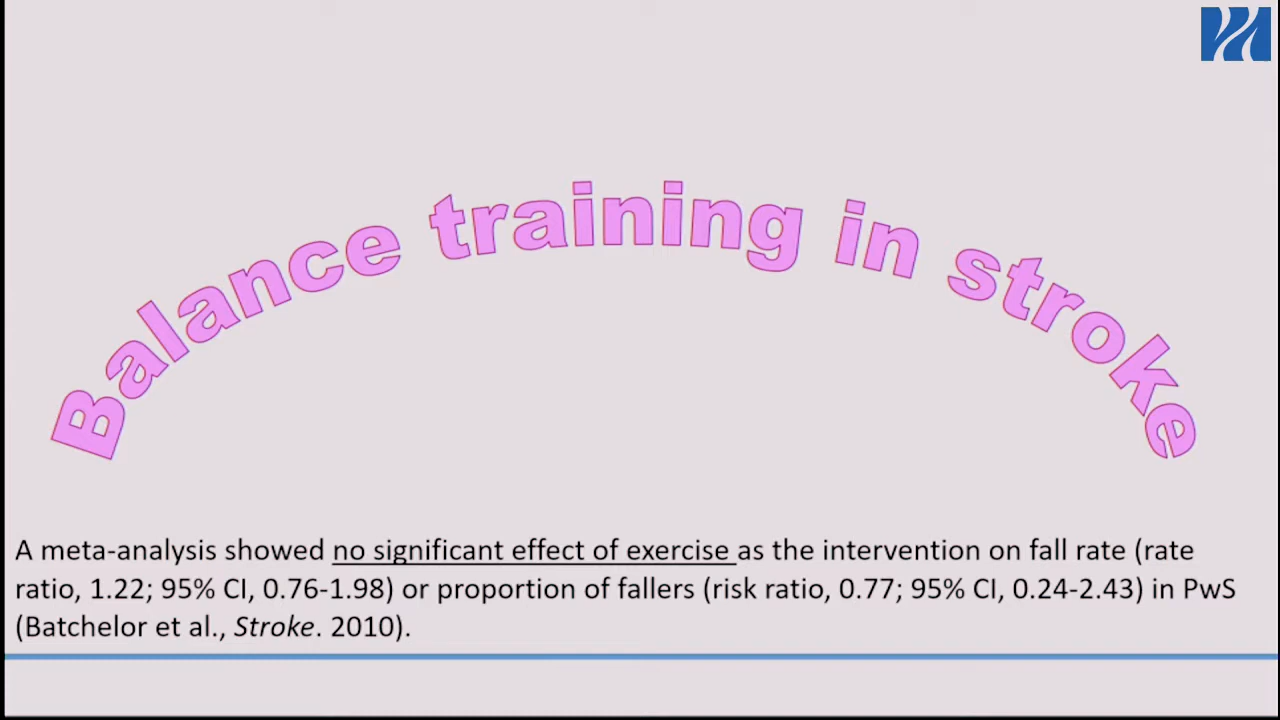 Balance training in stroke
A meta-analysis showed no significant effect of exercise as the intervention on fall rate (rate
ratio, 1.22; 95% CI, 0.76-1.98) or proportion of fallers (risk ratio, 0.77; 95% CI, 0.24-2.43) in PwS
(Batchelor et al., Stroke. 2010).